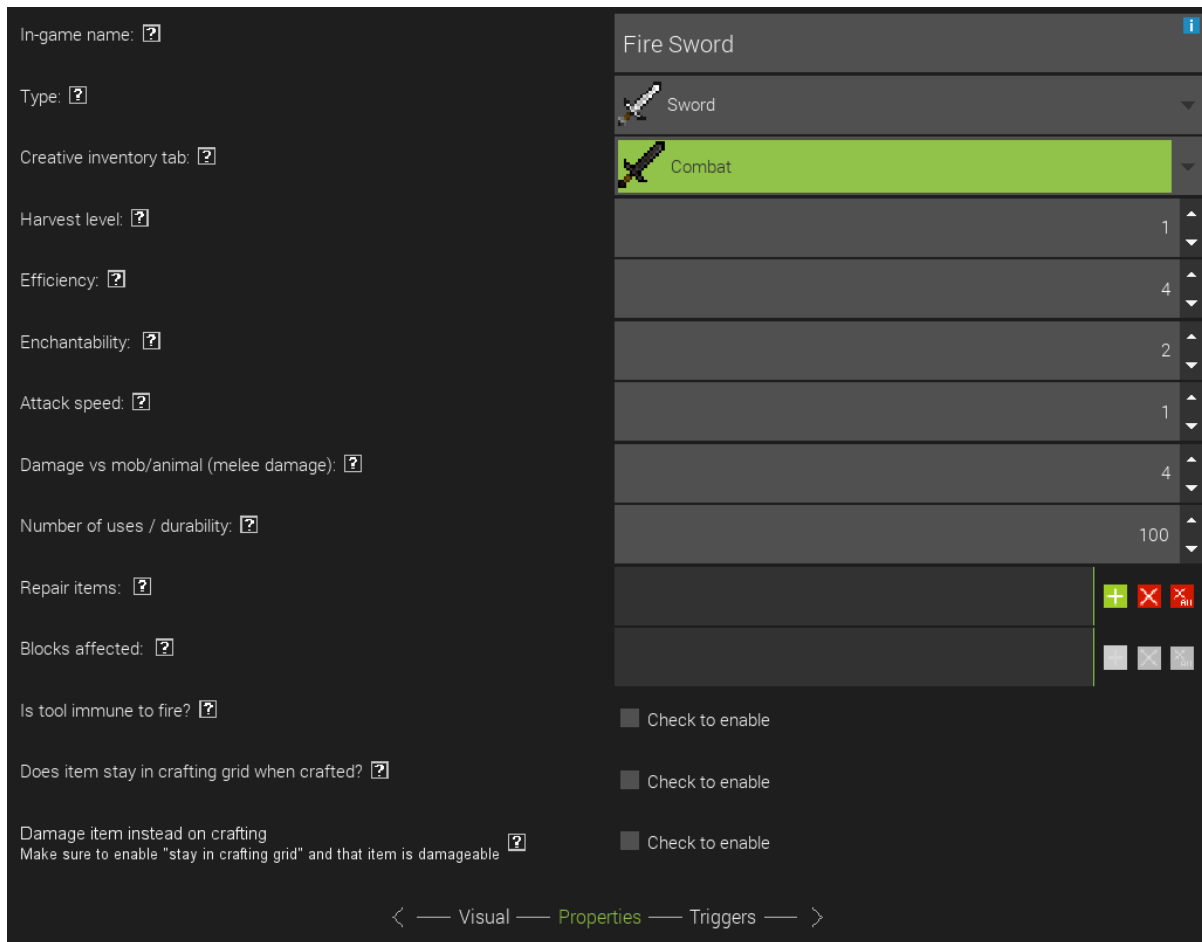 In-game name: ?
Fire Sword
i
Type: ?
Sword
Creative inventory tab: ?
Combat
Harvest level: ?
1
Efficiency: ?
4
Enchantability: ?
2
Attack speed: ?
1
Damage vs mob/animal (melee damage): ?
4
Number of uses / durability: ?
100
Repair items: ?
All
Blocks affected: ?
All
Is tool immune to fire? ?
Check to enable
Does item stay in crafting grid when crafted? ?
Check to enable
Damage item instead on crafting
Make sure to enable "stay in crafting grid" and that item is damageable ?
Check to enable
Visual Properties Triggers